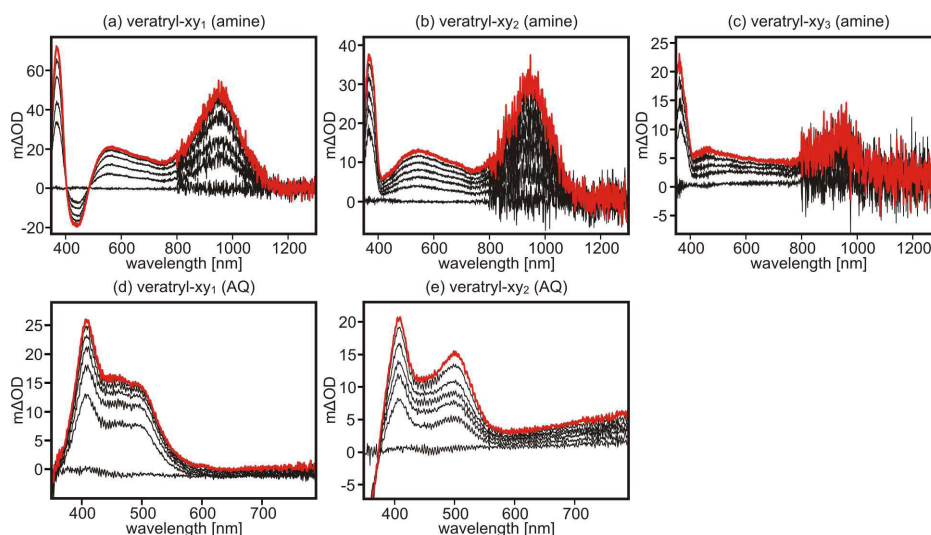 (a) veratryl-xy₁ (amine)
(b) veratryl-xy₂ (amine)
(c) veratryl-xy₃ (amine)
mΔOD
60
40
20
0
-20
400 600 800 1000 1200
wavelength [nm]
40
30
20
10
0
400 600 800 1000 1200
wavelength [nm]
25
20
15
10
5
0
-5
400 600 800 1000 1200
wavelength [nm]
(d) veratryl-xy₁ (AQ)
(e) veratryl-xy₂ (AQ)
mΔOD
25
20
15
10
5
0
400 500 600 700
wavelength [nm]
mΔOD
20
15
10
5
0
-5
400 500 600 700
wavelength [nm]